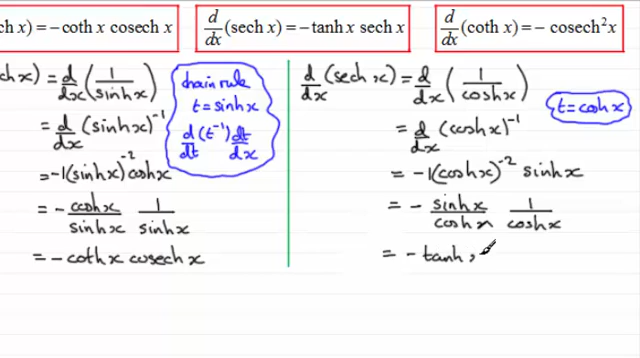 ch x) = −coth x cosech x
d/dx (sech x) = −tanh x sech x
d/dx (coth x) = − cosech² x
ch x) = d/dx (1/sinh x)
= d/dx (sinh x)⁻¹
= −1(sinh x)⁻² cosh x
= − cosh x/sinh x 1/sinh x
= − coth x cosech x
chain rule
t = sinh x
d/dt (t⁻¹) dt/dx
d/dx (sech x) = d/dx (1/cosh x)
= d/dx (cosh x)⁻¹
= −1(cosh x)⁻² sinh x
= − sinh x/cosh x 1/cosh x
= − tanh
t = cosh x